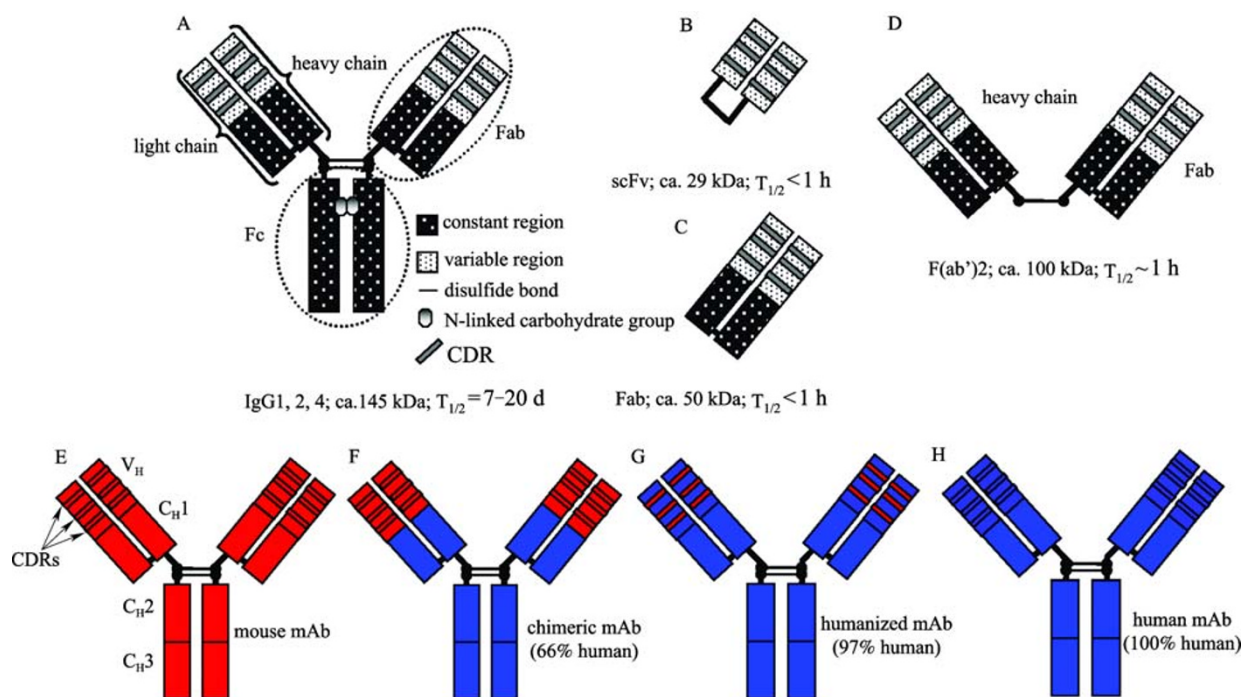 A
heavy chain
light chain
Fab
Fc
constant region
variable region
disulfide bond
N-linked carbohydrate group
CDR
IgG1, 2, 4; ca.145 kDa; T1/2=7–20 d
B
scFv; ca. 29 kDa; T1/2<1 h
C
Fab; ca. 50 kDa; T1/2<1 h
D
heavy chain
Fab
F(ab’)2; ca. 100 kDa; T1/2~1 h
E
VH
CH1
CDRs
CH2
CH3
mouse mAb
F
chimeric mAb
(66% human)
G
humanized mAb
(97% human)
H
human mAb
(100% human)